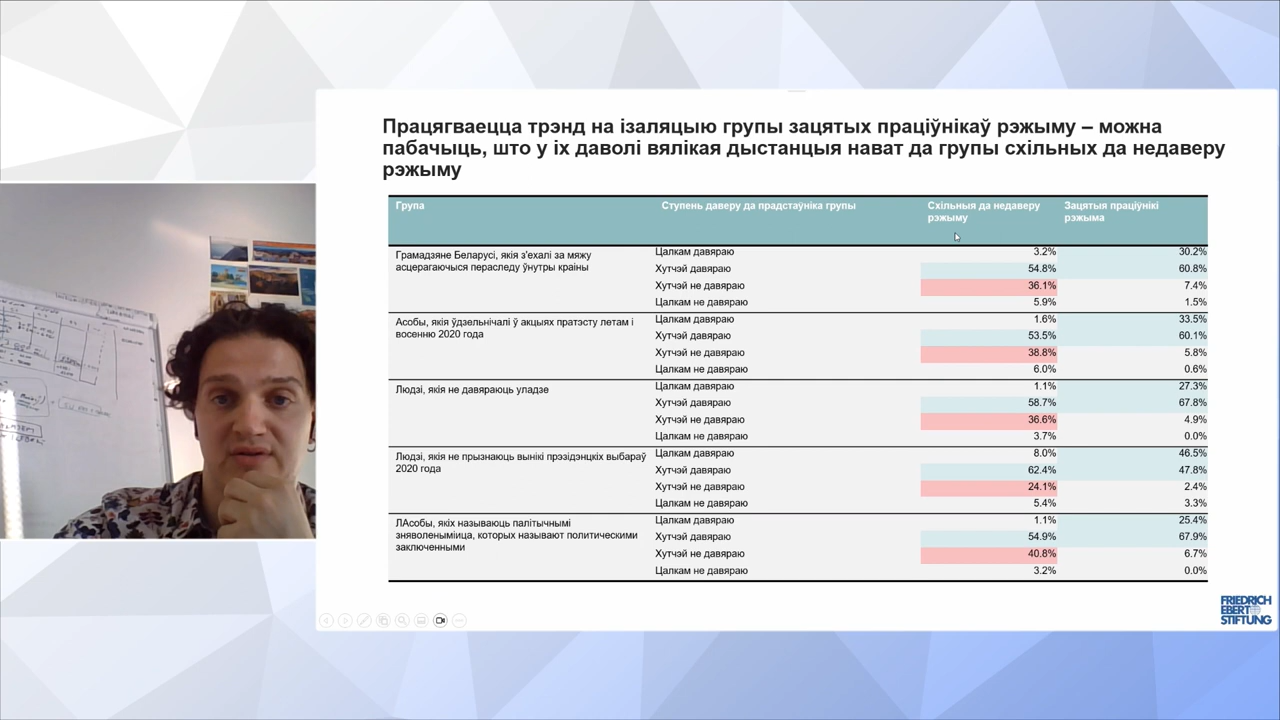 Працягваецца трэнд на ізаляцыю групы зацятых праціўнікаў рэжыму – можна
пабачыць, што у іх даволі вялікая дыстанцыя нават да групы схільных да недаверу
рэжыму
Група Ступень даверу да прадстаўніка групы Схільныя да недаверу Зацятыя праціўнікі
рэжыму рэжыма
Грамадзяне Беларусі, якія з'ехалі за мяжу
асцерагаючыся пераследу ўнутры краіны
Цалкам давяраю 3.2% 30.2%
Хутчэй давяраю 54.8% 60.8%
Хутчэй не давяраю 36.1% 7.4%
Цалкам не давяраю 5.9% 1.5%
Асобы, якія ўдзельнічалі ў акцыях пратэсту летам і
восенню 2020 года
Цалкам давяраю 1.6% 33.5%
Хутчэй давяраю 53.5% 60.1%
Хутчэй не давяраю 38.8% 5.8%
Цалкам не давяраю 6.0% 0.6%
Людзі, якія не давяраюць уладзе
Цалкам давяраю 1.1% 27.3%
Хутчэй давяраю 58.7% 67.8%
Хутчэй не давяраю 36.6% 4.9%
Цалкам не давяраю 3.7% 0.0%
Людзі, якія не прызнаюць вынікі прэзідэнцкіх выбараў
2020 года
Цалкам давяраю 8.0% 46.5%
Хутчэй давяраю 62.4% 47.8%
Хутчэй не давяраю 24.1% 2.4%
Цалкам не давяраю 5.4% 3.3%
ЛАсобы, якіх называюць палітычнымі
зняволенымііца, которых называют политическими
заключенными
Цалкам давяраю 1.1% 25.4%
Хутчэй давяраю 54.9% 67.9%
Хутчэй не давяраю 40.8% 6.7%
Цалкам не давяраю 3.2% 0.0%
FRIEDRICH
EBERT
STIFTUNG